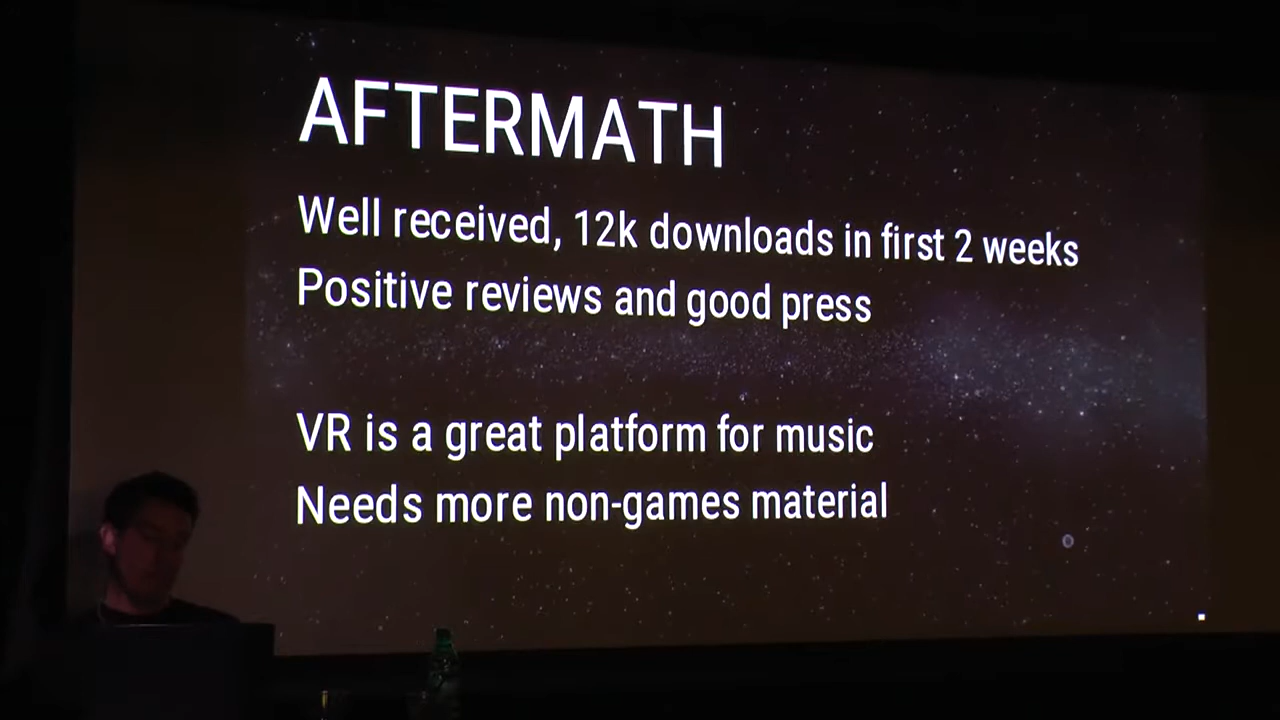 AFTERMATH
Well received, 12k downloads in first 2 weeks
Positive reviews and good press
VR is a great platform for music
Needs more non-games material